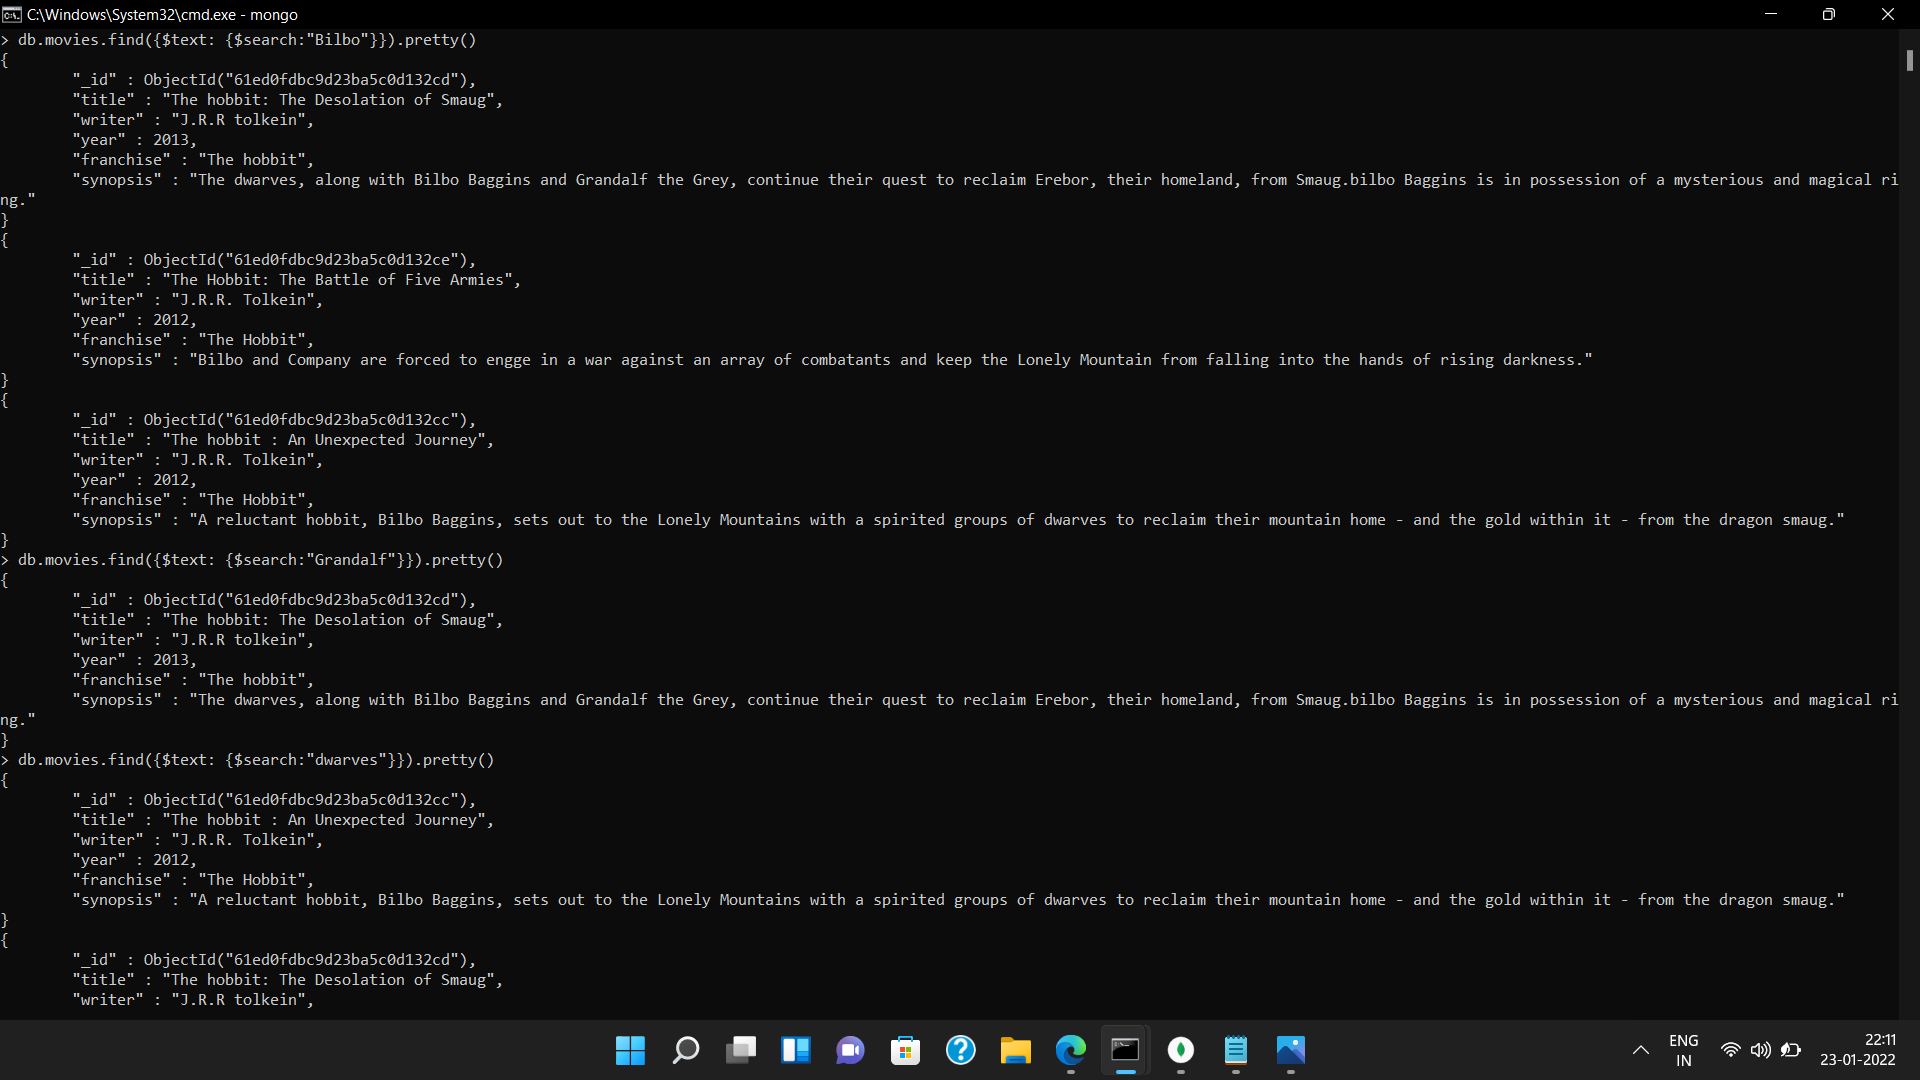 C:\Windows\System32\cmd.exe - mongo
> db.movies.find({$text: {$search:"Bilbo"}}).pretty()
{
"_id" : ObjectId("61ed0fdbc9d23ba5c0d132cd"),
"title" : "The hobbit: The Desolation of Smaug",
"writer" : "J.R.R tolkein",
"year" : 2013,
"franchise" : "The hobbit",
"synopsis" : "The dwarves, along with Bilbo Baggins and Grandalf the Grey, continue their quest to reclaim Erebor, their homeland, from Smaug.bilbo Baggins is in possession of a mysterious and magical ri
ng."
}
{
"_id" : ObjectId("61ed0fdbc9d23ba5c0d132ce"),
"title" : "The Hobbit: The Battle of Five Armies",
"writer" : "J.R.R. Tolkein",
"year" : 2012,
"franchise" : "The Hobbit",
"synopsis" : "Bilbo and Company are forced to engge in a war against an array of combatants and keep the Lonely Mountain from falling into the hands of rising darkness."
}
{
"_id" : ObjectId("61ed0fdbc9d23ba5c0d132cc"),
"title" : "The hobbit : An Unexpected Journey",
"writer" : "J.R.R. Tolkein",
"year" : 2012,
"franchise" : "The Hobbit",
"synopsis" : "A reluctant hobbit, Bilbo Baggins, sets out to the Lonely Mountains with a spirited groups of dwarves to reclaim their mountain home - and the gold within it - from the dragon smaug."
}
> db.movies.find({$text: {$search:"Grandalf"}}).pretty()
{
"_id" : ObjectId("61ed0fdbc9d23ba5c0d132cd"),
"title" : "The hobbit: The Desolation of Smaug",
"writer" : "J.R.R tolkein",
"year" : 2013,
"franchise" : "The hobbit",
"synopsis" : "The dwarves, along with Bilbo Baggins and Grandalf the Grey, continue their quest to reclaim Erebor, their homeland, from Smaug.bilbo Baggins is in possession of a mysterious and magical ri
ng."
}
> db.movies.find({$text: {$search:"dwarves"}}).pretty()
{
"_id" : ObjectId("61ed0fdbc9d23ba5c0d132cc"),
"title" : "The hobbit : An Unexpected Journey",
"writer" : "J.R.R. Tolkein",
"year" : 2012,
"franchise" : "The Hobbit",
"synopsis" : "A reluctant hobbit, Bilbo Baggins, sets out to the Lonely Mountains with a spirited groups of dwarves to reclaim their mountain home - and the gold within it - from the dragon smaug."
}
{
"_id" : ObjectId("61ed0fdbc9d23ba5c0d132cd"),
"title" : "The hobbit: The Desolation of Smaug",
"writer" : "J.R.R tolkein",
ENG
IN
22:11
23-01-2022